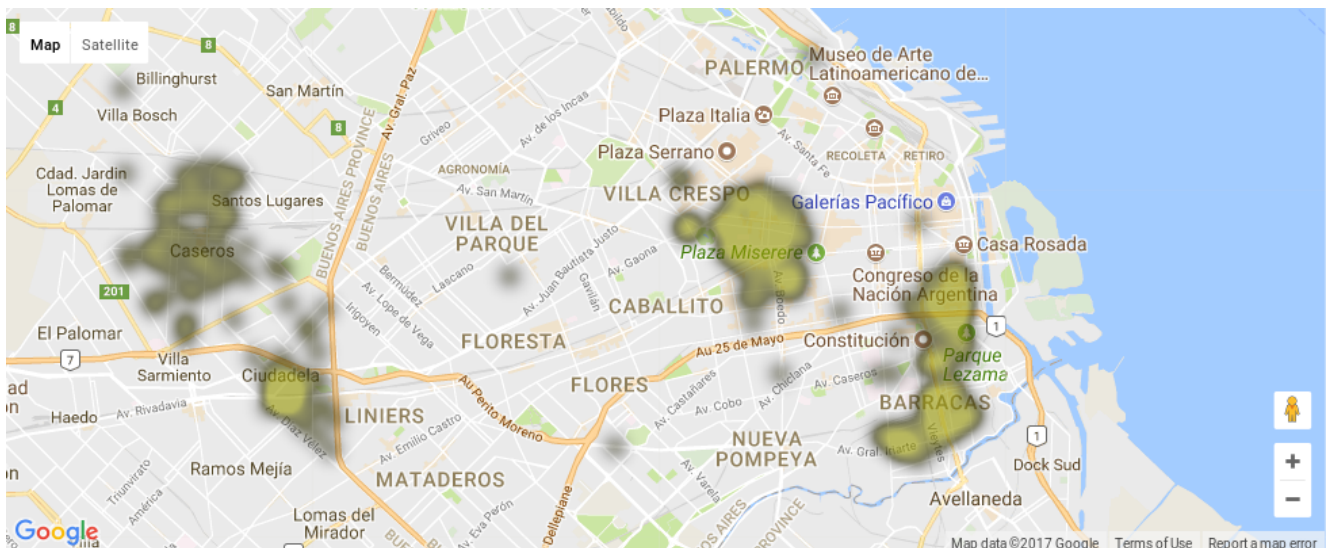 8
Map
Satellite
8
Billinghurst
San Martín
4
Villa Bosch
8
Av. Gral. Paz
Griveo
Av. de los Incas
PALERMO
Museo de Arte
Latinoamericano de...
Plaza Italia
Plaza Serrano
Av. Santa Fe
RECOLETA
RETIRO
BUENOS AIRES PROVINCE
BUENOS AIRES
AGRONOMÍA
Av. San Martín
Cdad. Jardin
Lomas de
Palomar
Santos Lugares
VILLA CRESPO
Galerías Pacífico
VILLA DEL
PARQUE
Av. Juan Bautista Justo
Av. Gaona
Plaza Miserere
Casa Rosada
Caseros
Bermúdez
Lascano
Gavilán
Av. Lope de Vega
Irigoyen
Congreso de la
Nación Argentina
201
CABALLITO
Av. Boedo
El Palomar
7
FLORESTA
Au 25 de Mayo
Constitución
1
Parque
Lezama
Villa
Sarmiento
Ciudadela
Au Perito Moreno
FLORES
Av. Castañares
Av. Chiclana
Av. Caseros
ad
ón
Haedo
Av. Rivadavia
Av. Díaz Vélez
LINIERS
Av. Emilio Castro
Av. Cobo
BARRACAS
Vieytes
Av. Gral. Iriarte
1
NUEVA
POMPEYA
Dock Sud
Ramos Mejía
MATADEROS
Av. Varela
Triunvirato
América
Av. Eva Perón
Dellepiane
Avellaneda
Lomas del
Mirador
BUENOS AIRES
PROVINCE
+
−
Google
Map data ©2017 Google
Terms of Use
Report a map error